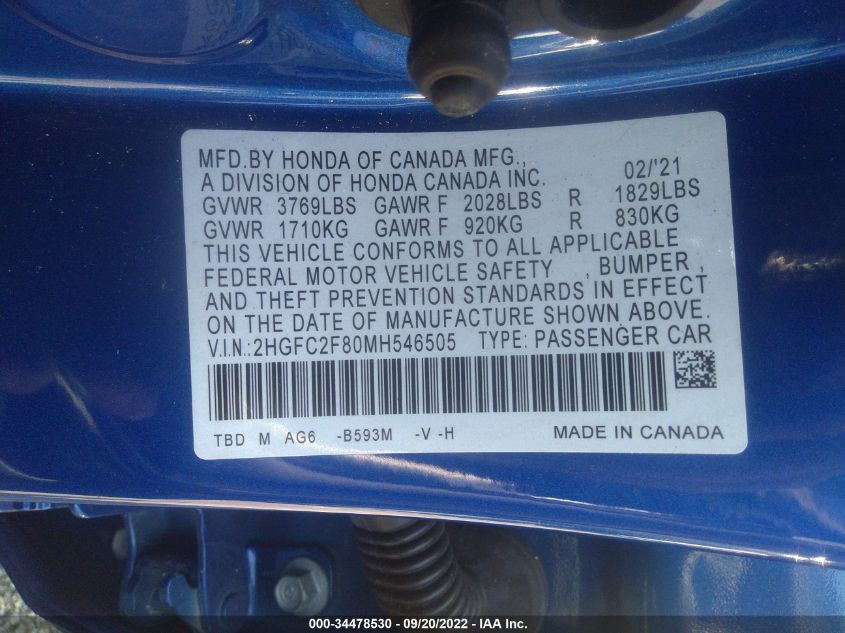 MFD.BY HONDA OF CANADA MFG., 02/'21
A DIVISION OF HONDA CANADA INC.
GVWR 3769LBS GAWR F 2028LBS R 1829LBS
GVWR 1710KG GAWR F 920KG R 830KG
THIS VEHICLE CONFORMS TO ALL APPLICABLE
FEDERAL MOTOR VEHICLE SAFETY , BUMPER ,
AND THEFT PREVENTION STANDARDS IN EFFECT
ON THE DATE OF MANUFACTURE SHOWN ABOVE.
V.I.N.:2HGFC2F80MH546505 TYPE: PASSENGER CAR
TBD M AG6 -B593M -V -H MADE IN CANADA
000-34478530 - 09/20/2022 - IAA Inc.